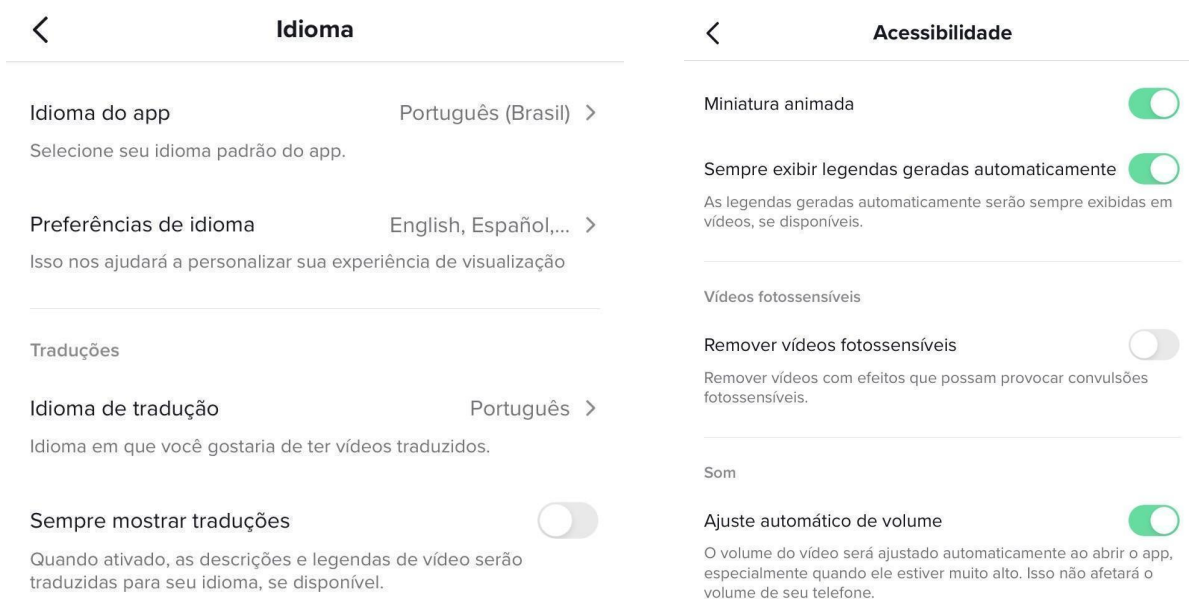 Idioma
Idioma do app
Português (Brasil)
Selecione seu idioma padrão do app.
Preferências de idioma
English, Español,...
Isso nos ajudará a personalizar sua experiência de visualização
Traduções
Idioma de tradução
Português
Idioma em que você gostaria de ter vídeos traduzidos.
Sempre mostrar traduções
Quando ativado, as descrições e legendas de vídeo serão
traduzidas para seu idioma, se disponível.
Acessibilidade
Miniatura animada
Sempre exibir legendas geradas automaticamente
As legendas geradas automaticamente serão sempre exibidas em
vídeos, se disponíveis.
Vídeos fotossensíveis
Remover vídeos fotossensíveis
Remover vídeos com efeitos que possam provocar convulsões
fotossensíveis.
Som
Ajuste automático de volume
O volume do vídeo será ajustado automaticamente ao abrir o app,
especialmente quando ele estiver muito alto. Isso não afetará o
volume de seu telefone.